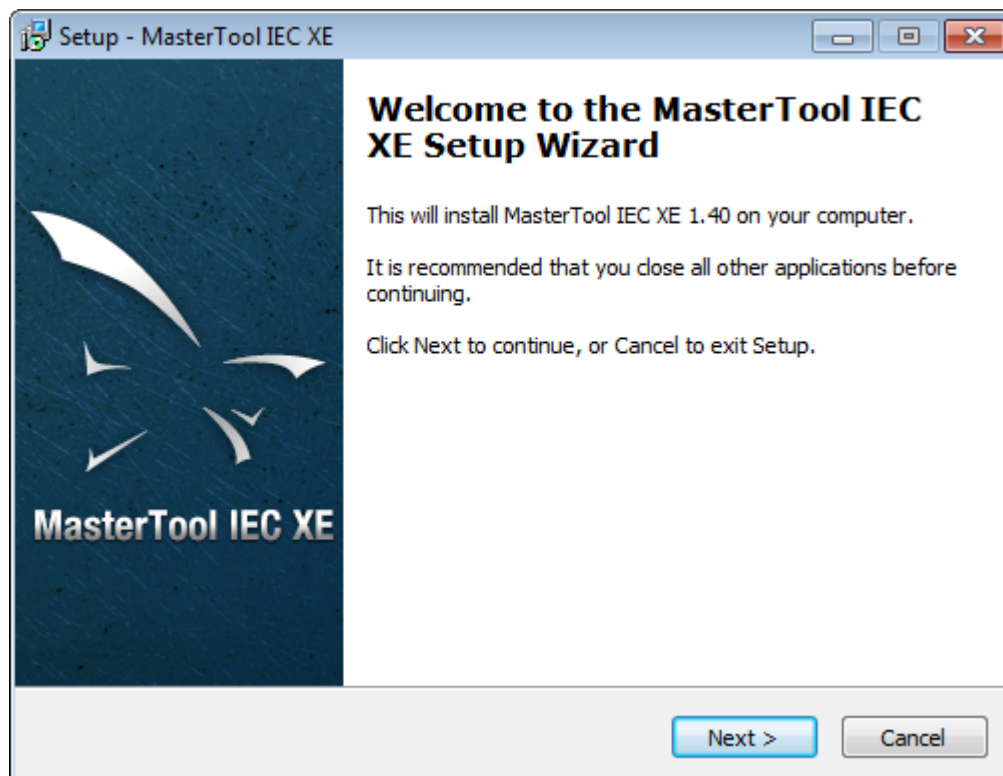 Setup - MasterTool IEC XE
Welcome to the MasterTool IEC
XE Setup Wizard
This will install MasterTool IEC XE 1.40 on your computer.
It is recommended that you close all other applications before
continuing.
Click Next to continue, or Cancel to exit Setup.
MasterTool IEC XE
Next >
Cancel